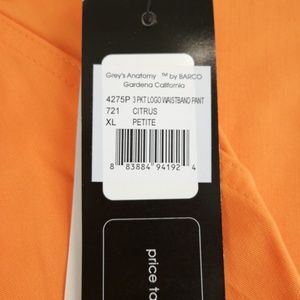 Grey's Anatomy ™ by BARCO
Gardena California
4275P 3 PKT LOGO WAISTBAND PANT
721 CITRUS
XL PETITE
8 83884 94192 4
price to